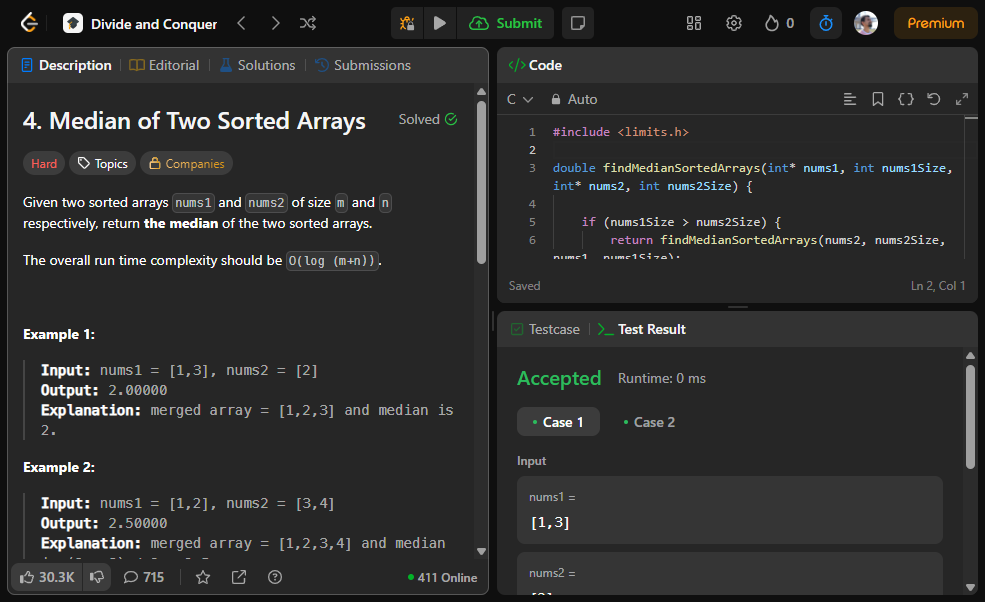 Divide and Conquer
Submit
0
Premium
Description
Editorial
Solutions
Submissions
4. Median of Two Sorted Arrays
Solved
Hard
Topics
Companies
Given two sorted arrays nums1 and nums2 of size m and n
respectively, return the median of the two sorted arrays.
The overall run time complexity should be O(log (m+n)).
Example 1:
Input: nums1 = [1,3], nums2 = [2]
Output: 2.00000
Explanation: merged array = [1,2,3] and median is
2.
Example 2:
Input: nums1 = [1,2], nums2 = [3,4]
Output: 2.50000
Explanation: merged array = [1,2,3,4] and median
30.3K
715
411 Online
</> Code
C
Auto
1 #include <limits.h>
2
3 double findMedianSortedArrays(int* nums1, int nums1Size,
int* nums2, int nums2Size) {
4
5 if (nums1Size > nums2Size) {
6 return findMedianSortedArrays(nums2, nums2Size,
nums1, nums1Size);
Saved
Ln 2, Col 1
Testcase
Test Result
Accepted
Runtime: 0 ms
Case 1
Case 2
Input
nums1 =
[1,3]
nums2 =